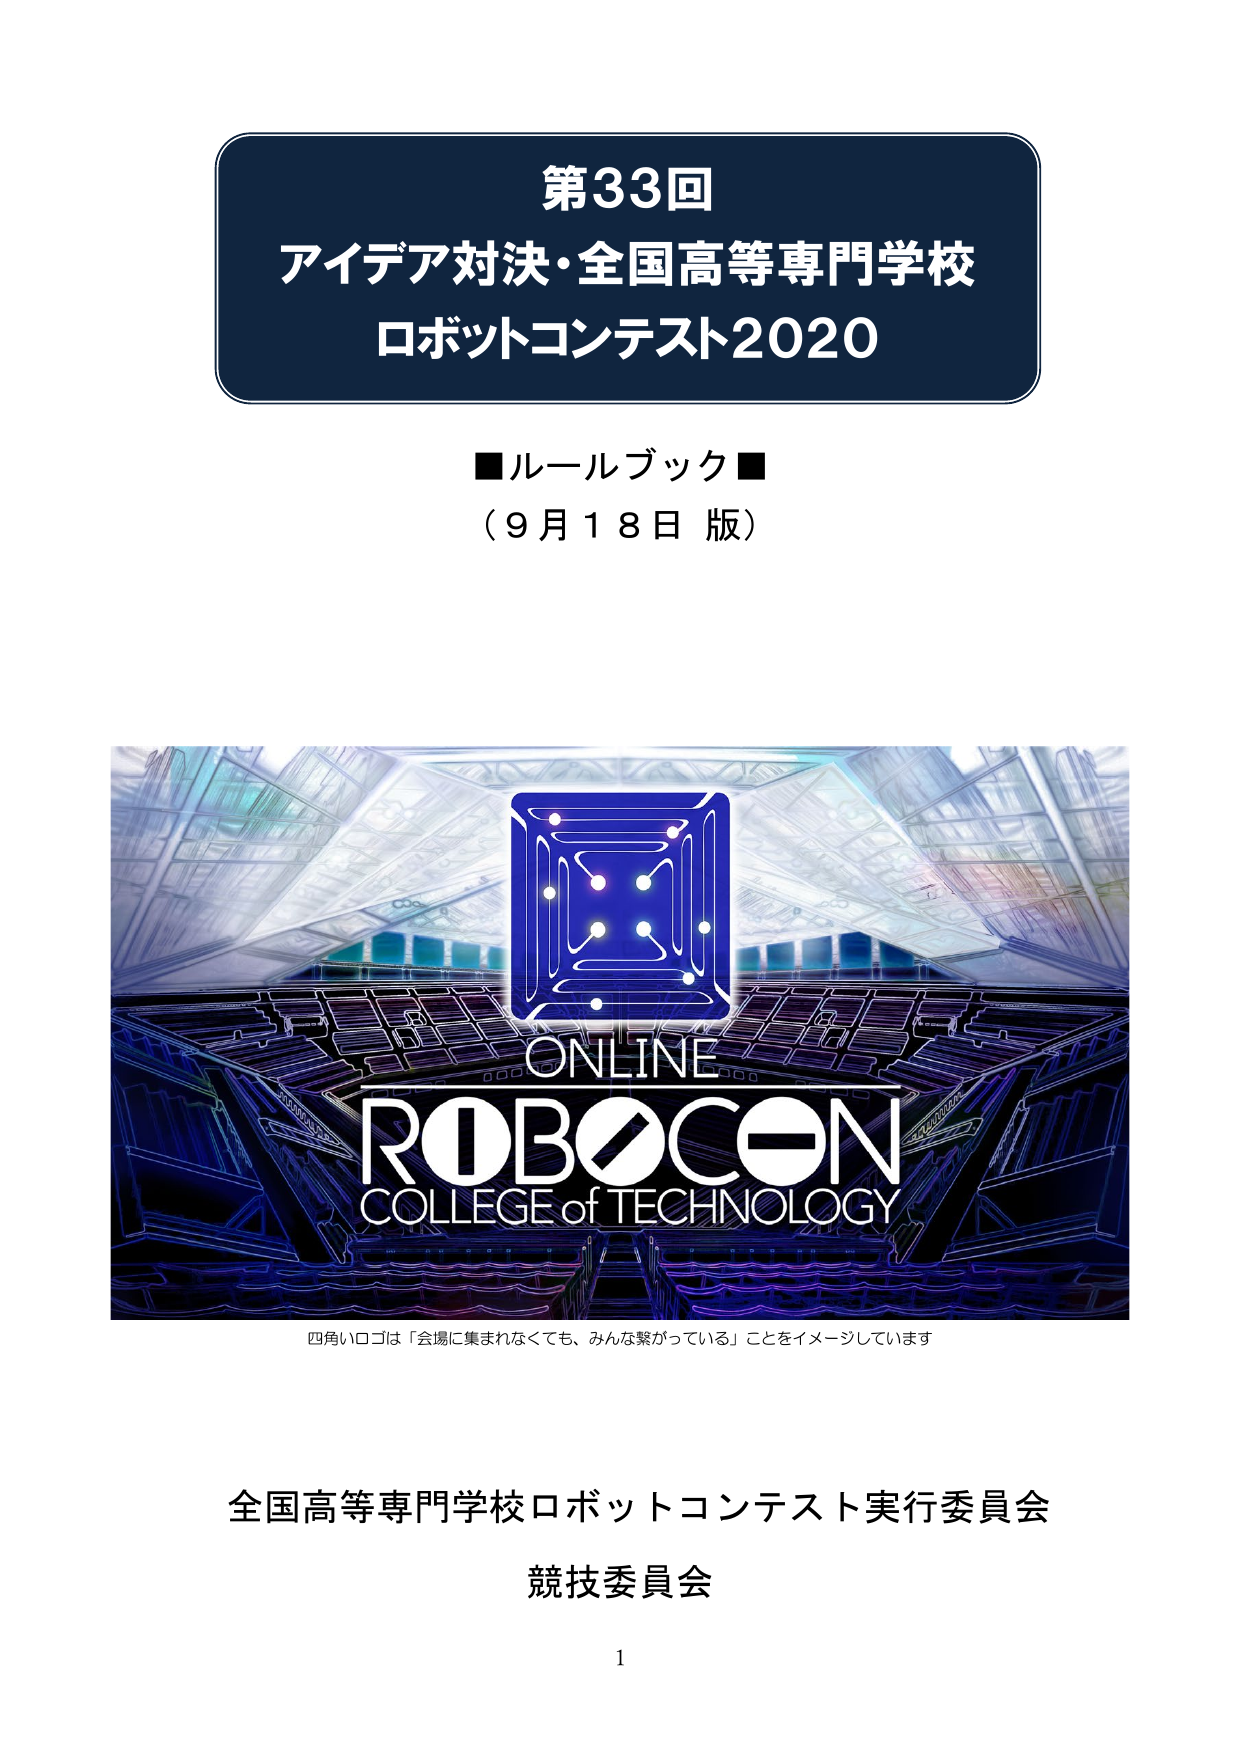 第33回
アイデア対決・全国高等専門学校
ロボットコンテスト2020
■ルールブック■
（９月１８日 版）
ONLINE
ROBOCON
COLLEGE of TECHNOLOGY
四角いロゴは「会場に集まれなくても、みんな繋がっている」ことをイメージしています
全国高等専門学校ロボットコンテスト実行委員会
競技委員会
1